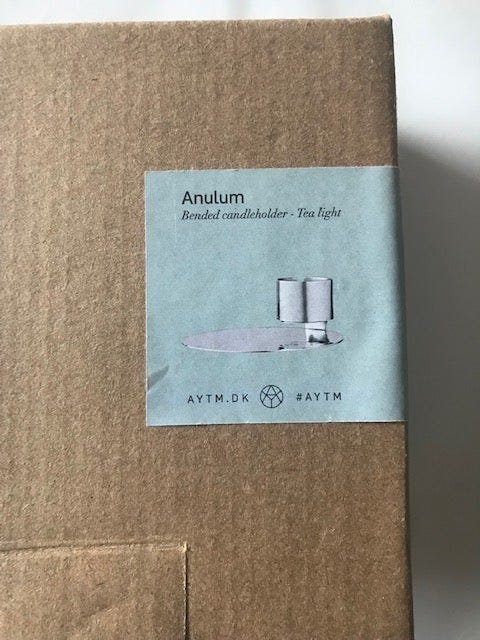 Anulum
Bended candleholder - Tea light
AYTM.DK #AYTM